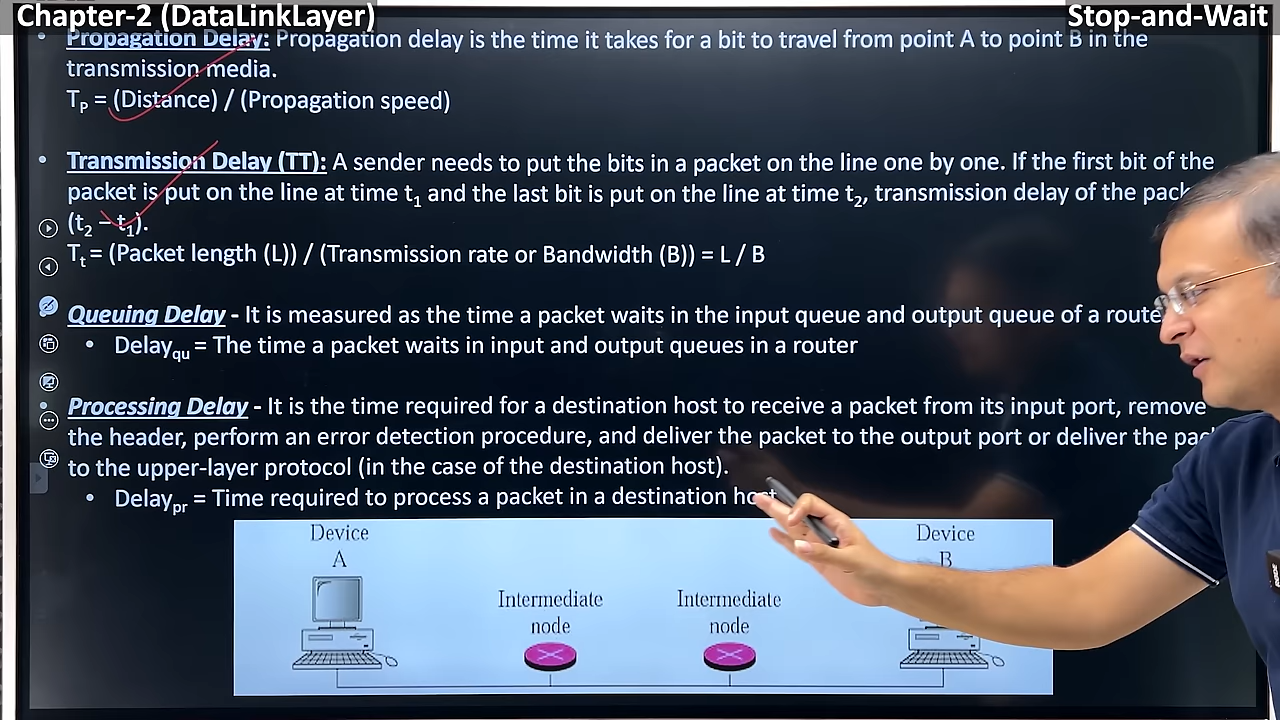 Chapter-2 (DataLinkLayer)
Stop-and-Wait
• Propagation Delay: Propagation delay is the time it takes for a bit to travel from point A to point B in the
transmission media.
TP = (Distance) / (Propagation speed)
• Transmission Delay (TT): A sender needs to put the bits in a packet on the line one by one. If the first bit of the
packet is put on the line at time t1 and the last bit is put on the line at time t2, transmission delay of the
(t2 – t1).
Tt = (Packet length (L)) / (Transmission rate or Bandwidth (B)) = L / B
Queuing Delay - It is measured as the time a packet waits in the input queue and output queue of a
• Delayqu = The time a packet waits in input and output queues in a router
• Processing Delay - It is the time required for a destination host to receive a packet from its input port, remove
the header, perform an error detection procedure, and deliver the packet to the output port or deliver the
to the upper-layer protocol (in the case of the destination host).
• Delaypr = Time required to process a packet in a destination host
Device
A
Device
B
Intermediate
node
Intermediate
node